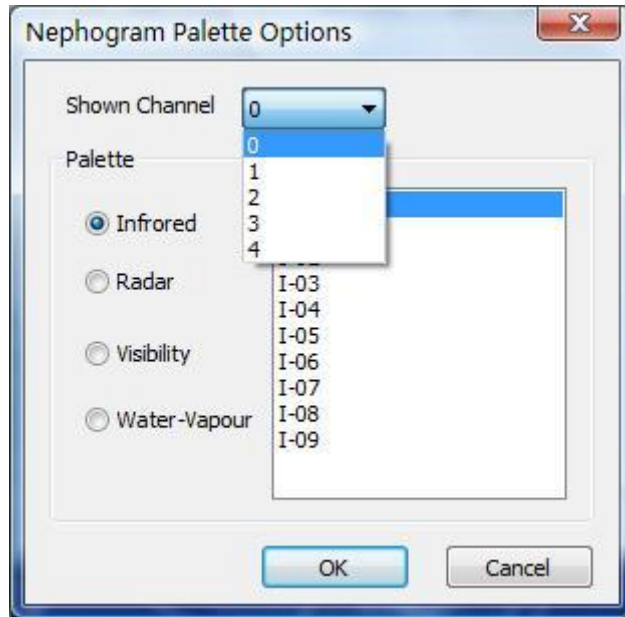 Nephogram Palette Options
Shown Channel 0
0
1
2
3
4
Palette
Infrored
Radar
Visibility
Water-Vapour
I-03
I-04
I-05
I-06
I-07
I-08
I-09
OK
Cancel